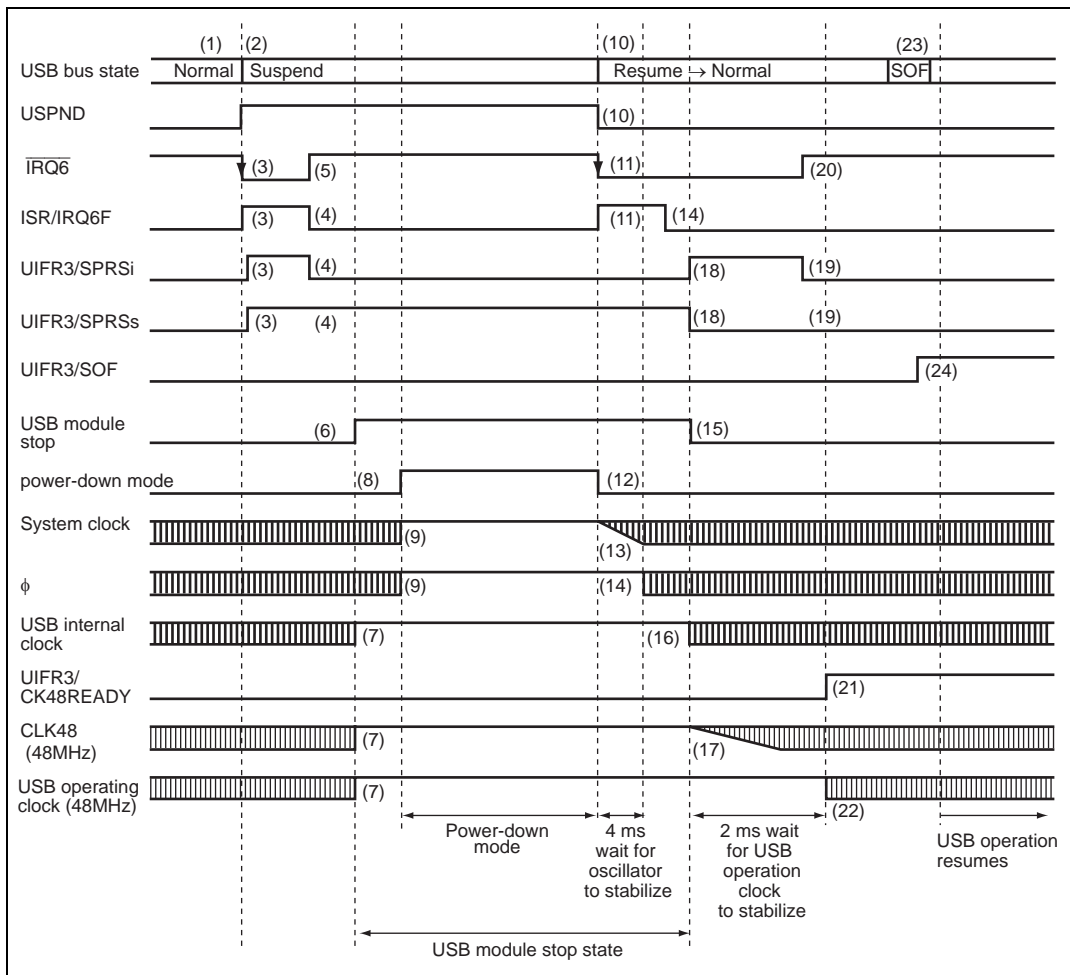 (1) (2) (10) (23)
USB bus state Normal Suspend Resume → Normal SOF
USPND (10)
IRQ6 (3) (5) (11) (20)
ISR/IRQ6F (3) (4) (11) (14)
UIFR3/SPRSi (3) (4) (18) (19)
UIFR3/SPRSs (3) (4) (18) (19)
UIFR3/SOF (24)
USB module
stop (6) (15)
power-down mode (8) (12)
System clock (9) (13)
ϕ (9) (14)
USB internal
clock (7) (16)
UIFR3/
CK48READY (21)
CLK48
(48MHz) (7) (17)
USB operating
clock (48MHz) (7) (22)
Power-down
mode
4 ms
wait for
oscillator
to stabilize
2 ms wait
for USB
operation
clock
to stabilize
USB operation
resumes
USB module stop state